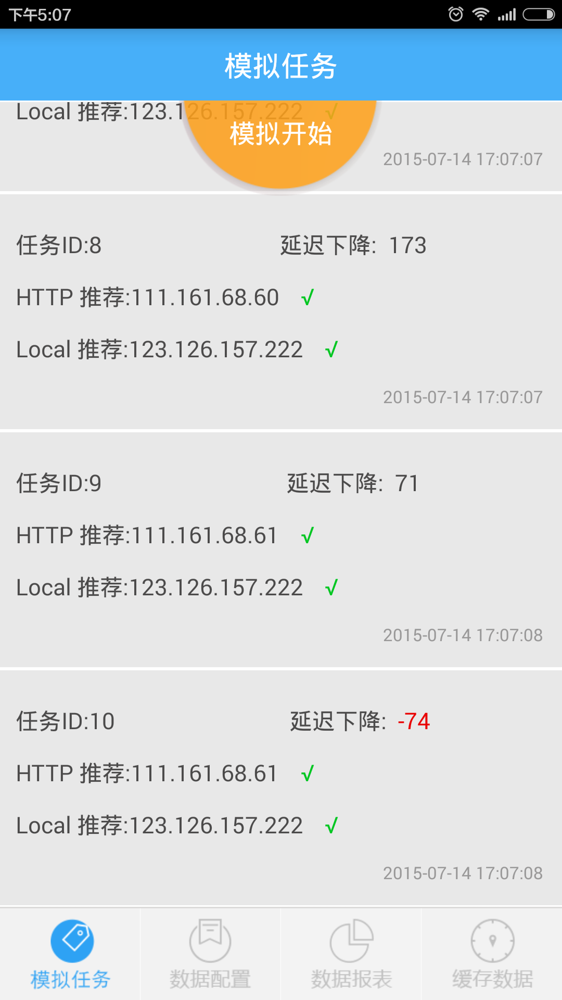 下午5:07
模拟任务
Local 推荐:123.126.157.222 √
模拟开始
2015-07-14 17:07:07
任务ID:8 延迟下降: 173
HTTP 推荐:111.161.68.60 √
Local 推荐:123.126.157.222 √
2015-07-14 17:07:07
任务ID:9 延迟下降: 71
HTTP 推荐:111.161.68.61 √
Local 推荐:123.126.157.222 √
2015-07-14 17:07:08
任务ID:10 延迟下降: -74
HTTP 推荐:111.161.68.61 √
Local 推荐:123.126.157.222 √
2015-07-14 17:07:08
模拟任务 数据配置 数据报表 缓存数据